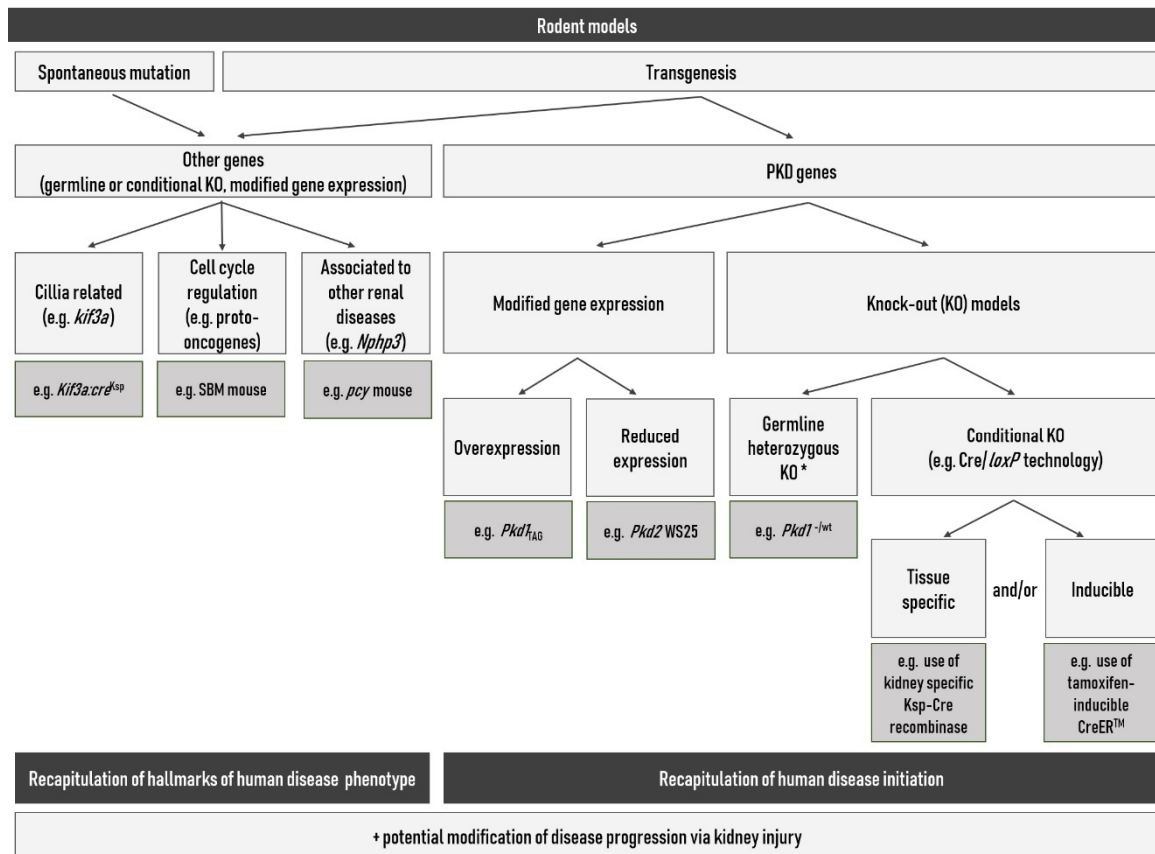 Rodent models
Spontaneous mutation
Transgenesis
Other genes
(germline or conditional KO, modified gene expression)
PKD genes
Cillia related
(e.g. kif3a)
Cell cycle
regulation
(e.g. proto-
oncogenes)
Associated to
other renal
diseases
(e.g. Nphp3)
Modified gene expression
Knock-out (KO) models
e.g. Kif3a:creKsp
e.g. SBM mouse
e.g. pcy mouse
Overexpression
Reduced
expression
Germline
heterozygous
KO *
Conditional KO
(e.g. Cre/loxP technology)
e.g. Pkd1TAG
e.g. Pkd2 WS25
e.g. Pkd1 -/wt
Tissue
specific
and/or
Inducible
e.g. use of
kidney specific
Ksp-Cre
recombinase
e.g. use of
tamoxifen-
inducible
CreER™
Recapitulation of hallmarks of human disease phenotype
Recapitulation of human disease initiation
+ potential modification of disease progression via kidney injury